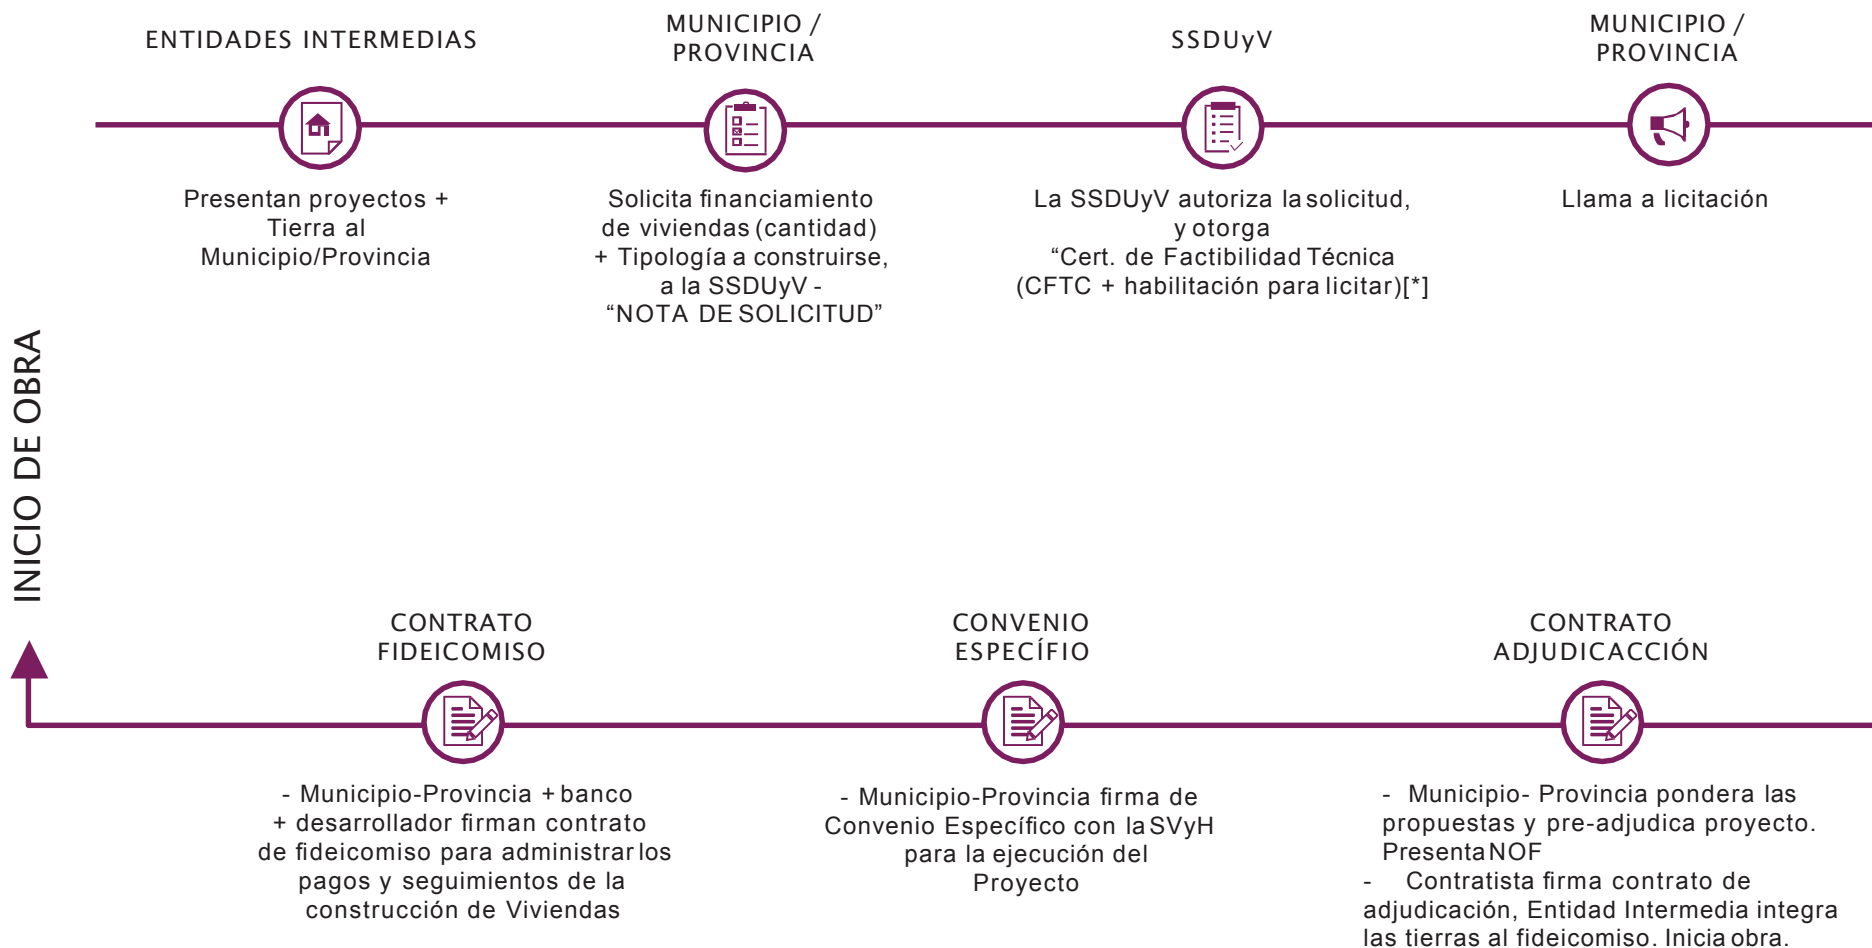 ENTIDADES INTERMEDIAS
Presentan proyectos +
Tierra al
Municipio/Provincia
MUNICIPIO /
PROVINCIA
Solicita financiamiento
de viviendas (cantidad)
+ Tipología a construirse,
a la SSDUyV -
“NOTA DE SOLICITUD”
SSDUyV
La SSDUyV autoriza la solicitud,
y otorga
“Cert. de Factibilidad Técnica
(CFTC + habilitación para licitar)[*]
MUNICIPIO /
PROVINCIA
Llama a licitación
INICIO DE OBRA
CONTRATO
FIDEICOMISO
- Municipio-Provincia + banco
+ desarrollador firman contrato
de fideicomiso para administrar los
pagos y seguimientos de la
construcción de Viviendas
CONVENIO
ESPECÍFIO
- Municipio-Provincia firma de
Convenio Específico con la SVyH
para la ejecución del
Proyecto
CONTRATO
ADJUDICACCIÓN
- Municipio- Provincia pondera las
propuestas y pre-adjudica proyecto.
Presenta NOF
- Contratista firma contrato de
adjudicación, Entidad Intermedia integra
las tierras al fideicomiso. Inicia obra.